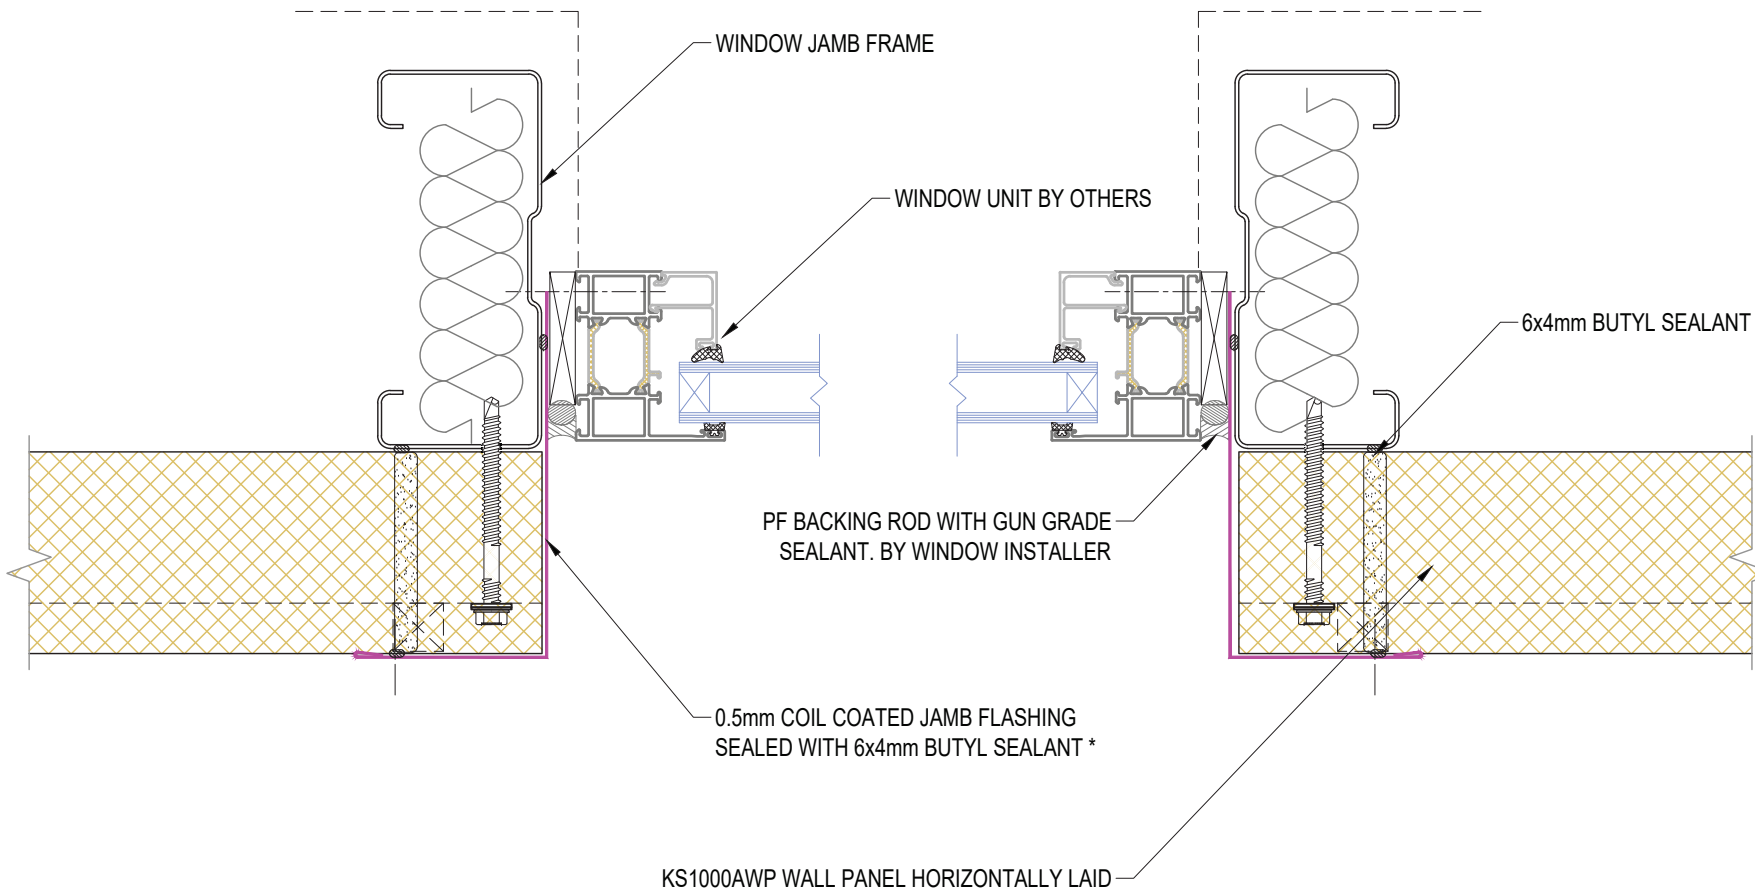 WINDOW JAMB FRAME
WINDOW UNIT BY OTHERS
6x4mm BUTYL SEALANT
PF BACKING ROD WITH GUN GRADE
SEALANT. BY WINDOW INSTALLER
0.5mm COIL COATED JAMB FLASHING
SEALED WITH 6x4mm BUTYL SEALANT *
KS1000AWP WALL PANEL HORIZONTALLY LAID